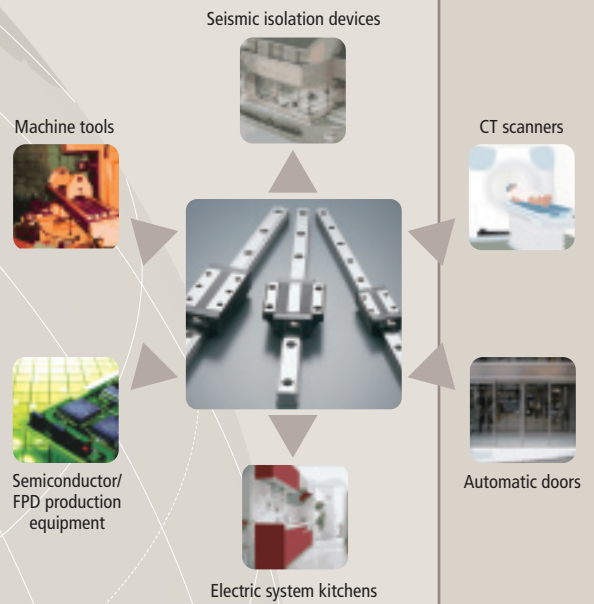 Seismic isolation devices
Machine tools
CT scanners
Semiconductor/
FPD production
equipment
Automatic doors
Electric system kitchens